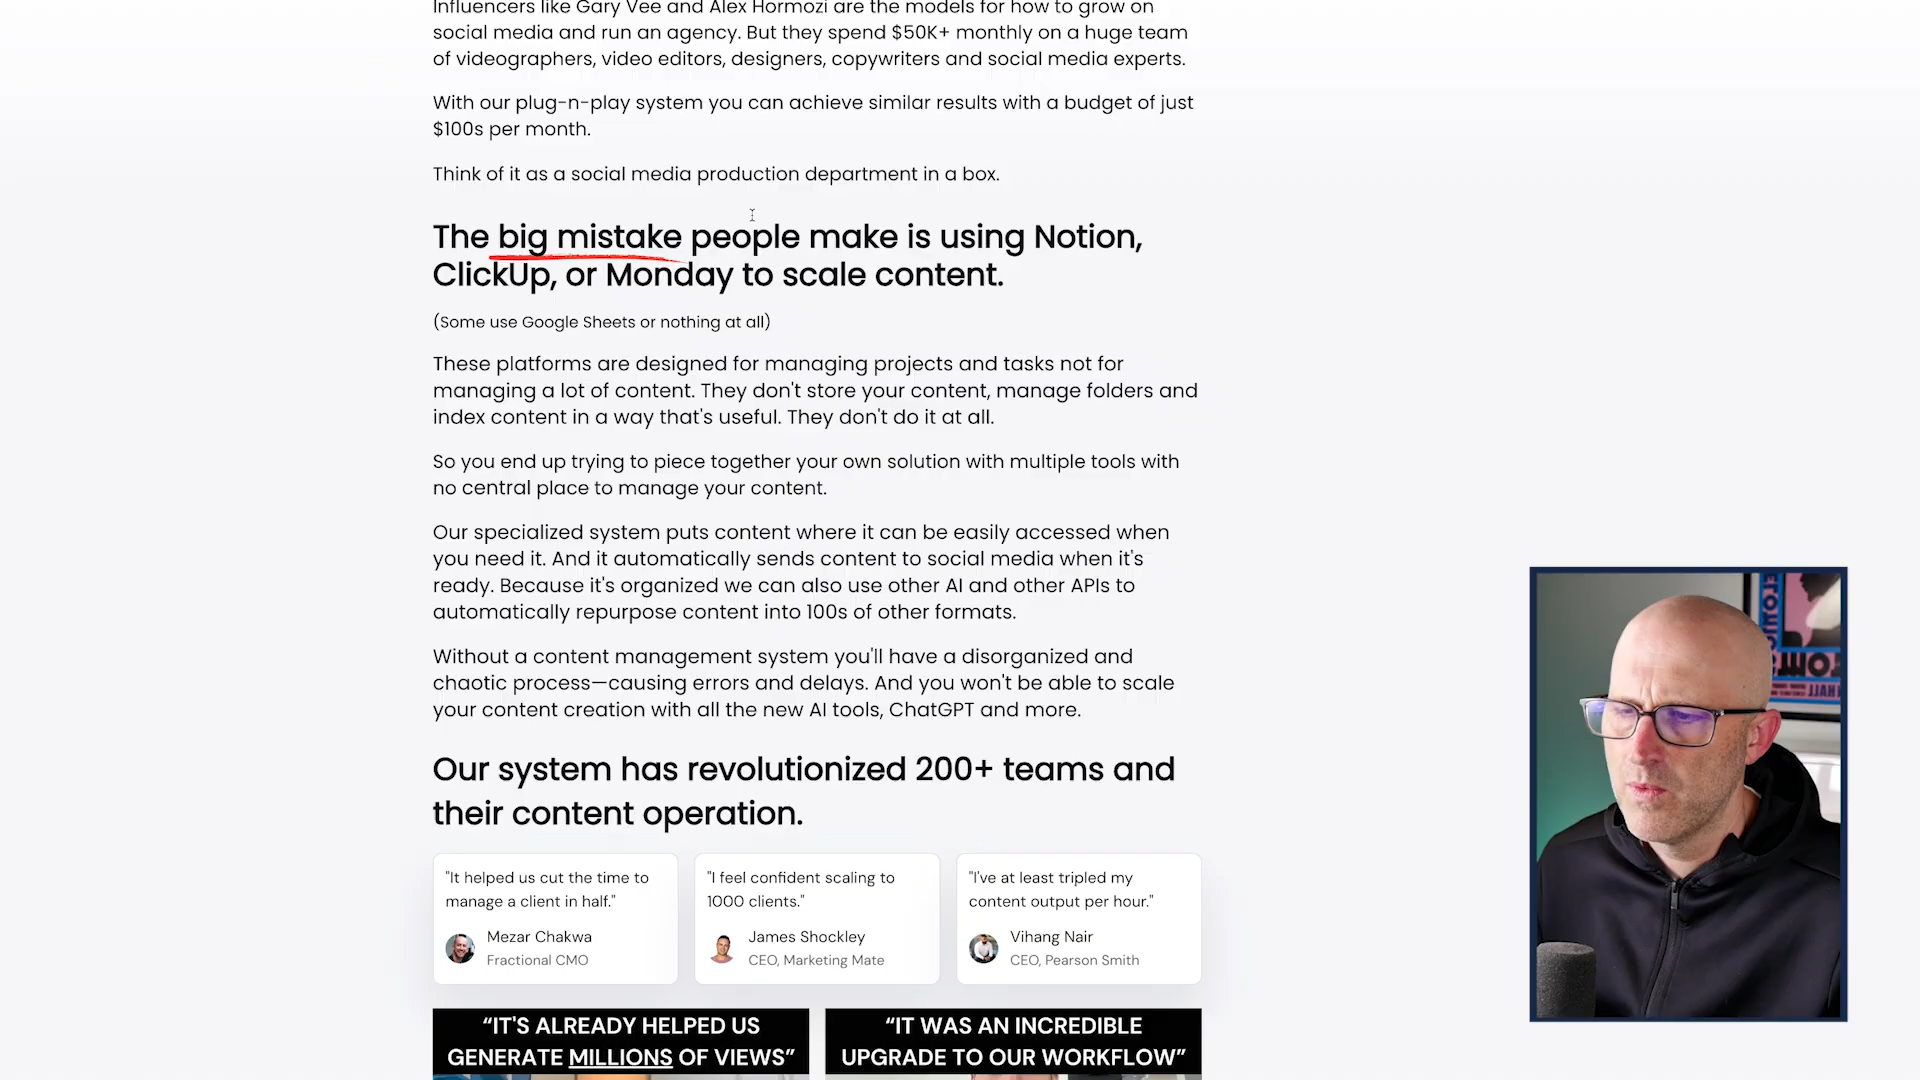 Influencers like Gary Vee and Alex Hormozi are the models for how to grow on
social media and run an agency. But they spend $50K+ monthly on a huge team
of videographers, video editors, designers, copywriters and social media experts.
With our plug-n-play system you can achieve similar results with a budget of just
$100s per month.
Think of it as a social media production department in a box.
The big mistake people make is using Notion,
ClickUp, or Monday to scale content.
(Some use Google Sheets or nothing at all)
These platforms are designed for managing projects and tasks not for
managing a lot of content. They don't store your content, manage folders and
index content in a way that's useful. They don't do it at all.
So you end up trying to piece together your own solution with multiple tools with
no central place to manage your content.
Our specialized system puts content where it can be easily accessed when
you need it. And it automatically sends content to social media when it's
ready. Because it's organized we can also use other AI and other APIs to
automatically repurpose content into 100s of other formats.
Without a content management system you'll have a disorganized and
chaotic process—causing errors and delays. And you won't be able to scale
your content creation with all the new AI tools, ChatGPT and more.
Our system has revolutionized 200+ teams and
their content operation.
"It helped us cut the time to
manage a client in half."
Mezar Chakwa
Fractional CMO
"I feel confident scaling to
1000 clients."
James Shockley
CEO, Marketing Mate
"I've at least tripled my
content output per hour."
Vihang Nair
CEO, Pearson Smith
“IT'S ALREADY HELPED US
GENERATE MILLIONS OF VIEWS”
“IT WAS AN INCREDIBLE
UPGRADE TO OUR WORKFLOW”